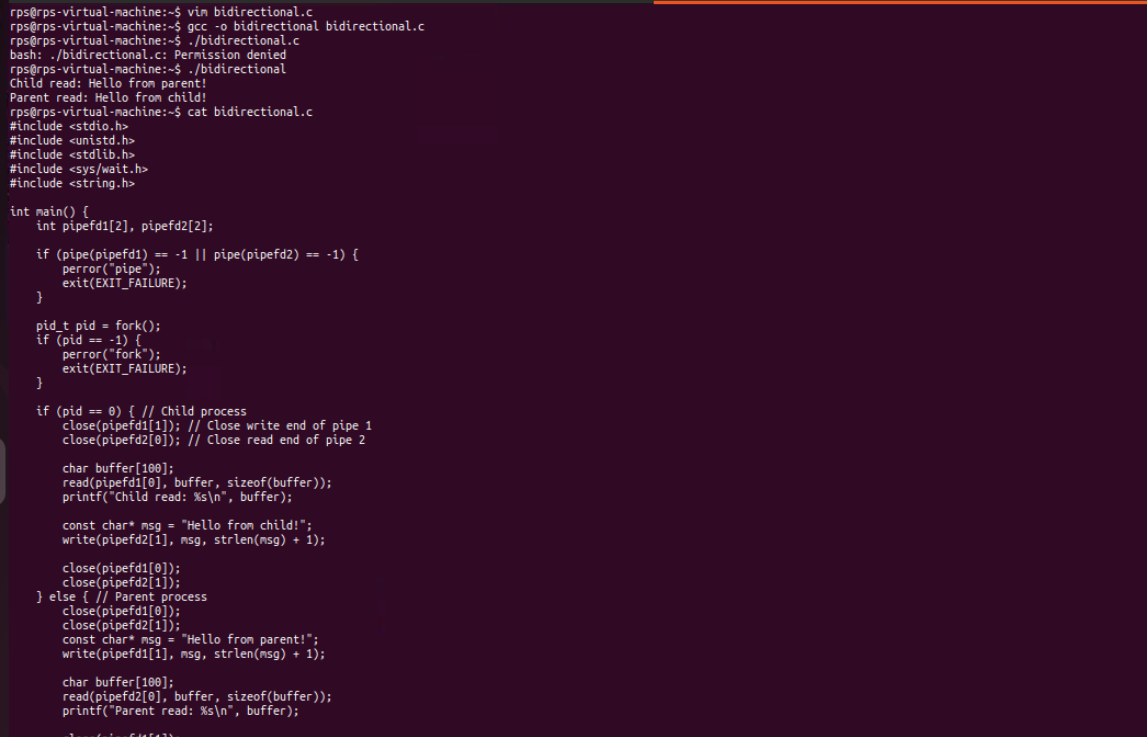 rps@rps-virtual-machine:~$ vim bidirectional.c
rps@rps-virtual-machine:~$ gcc -o bidirectional bidirectional.c
rps@rps-virtual-machine:~$ ./bidirectional.c
bash: ./bidirectional.c: Permission denied
rps@rps-virtual-machine:~$ ./bidirectional
Child read: Hello from parent!
Parent read: Hello from child!
rps@rps-virtual-machine:~$ cat bidirectional.c
#include <stdio.h>
#include <unistd.h>
#include <stdlib.h>
#include <sys/wait.h>
#include <string.h>

int main() {
    int pipefd1[2], pipefd2[2];

    if (pipe(pipefd1) == -1 || pipe(pipefd2) == -1) {
        perror("pipe");
        exit(EXIT_FAILURE);
    }

    pid_t pid = fork();
    if (pid == -1) {
        perror("fork");
        exit(EXIT_FAILURE);
    }

    if (pid == 0) { // Child process
        close(pipefd1[1]); // Close write end of pipe 1
        close(pipefd2[0]); // Close read end of pipe 2

        char buffer[100];
        read(pipefd1[0], buffer, sizeof(buffer));
        printf("Child read: %s\n", buffer);

        const char* msg = "Hello from child!";
        write(pipefd2[1], msg, strlen(msg) + 1);

        close(pipefd1[0]);
        close(pipefd2[1]);
    } else { // Parent process
        close(pipefd1[0]);
        close(pipefd2[1]);
        const char* msg = "Hello from parent!";
        write(pipefd1[1], msg, strlen(msg) + 1);

        char buffer[100];
        read(pipefd2[0], buffer, sizeof(buffer));
        printf("Parent read: %s\n", buffer);